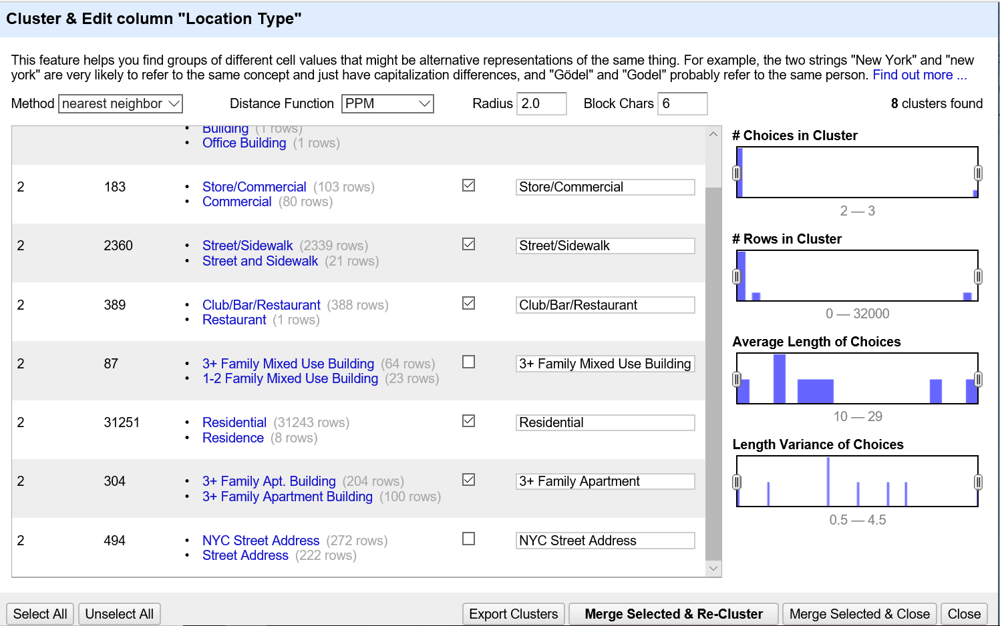 Cluster & Edit column "Location Type"
This feature helps you find groups of different cell values that might be alternative representations of the same thing. For example, the two strings "New York" and "new
york" are very likely to refer to the same concept and just have capitalization differences, and "Gödel" and "Godel" probably refer to the same person. Find out more ...
Method nearest neighbor Distance Function PPM Radius 2.0 Block Chars 6 8 clusters found
• Building (1 rows)
• Office Building (1 rows)
2 183 • Store/Commercial (103 rows) Store/Commercial
• Commercial (80 rows)
2 2360 • Street/Sidewalk (2339 rows) Street/Sidewalk
• Street and Sidewalk (21 rows)
2 389 • Club/Bar/Restaurant (388 rows) Club/Bar/Restaurant
• Restaurant (1 rows)
2 87 • 3+ Family Mixed Use Building (64 rows) 3+ Family Mixed Use Building
• 1-2 Family Mixed Use Building (23 rows)
2 31251 • Residential (31243 rows) Residential
• Residence (8 rows)
2 304 • 3+ Family Apt. Building (204 rows) 3+ Family Apartment
• 3+ Family Apartment Building (100 rows)
2 494 • NYC Street Address (272 rows) NYC Street Address
• Street Address (222 rows)
# Choices in Cluster
2 — 3
# Rows in Cluster
0 — 32000
Average Length of Choices
10 — 29
Length Variance of Choices
0.5 — 4.5
Select All Unselect All Export Clusters Merge Selected & Re-Cluster Merge Selected & Close Close